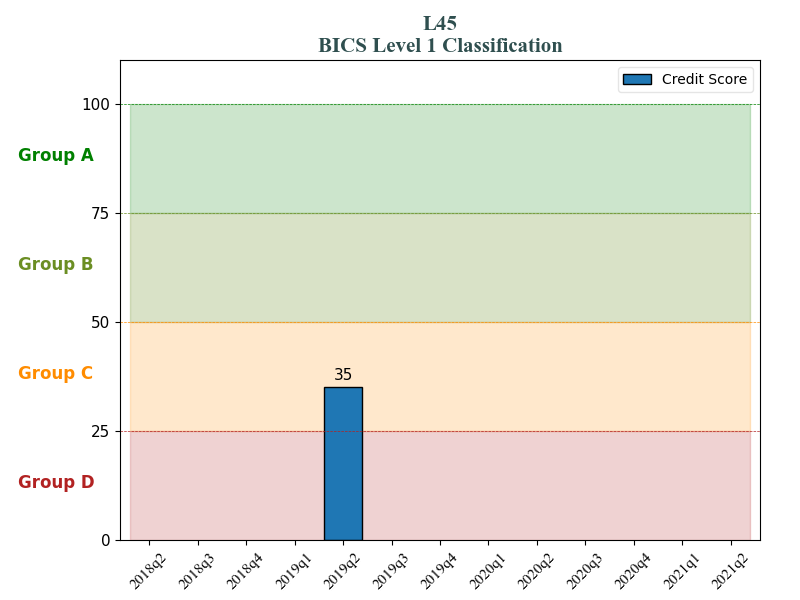 L45
BICS Level 1 Classification
Credit Score
100
Group A
75
Group B
50
Group C
35
25
Group D
0
2018q2 2018q3 2018q4 2019q1 2019q2 2019q3 2019q4 2020q1 2020q2 2020q3 2020q4 2021q1 2021q2